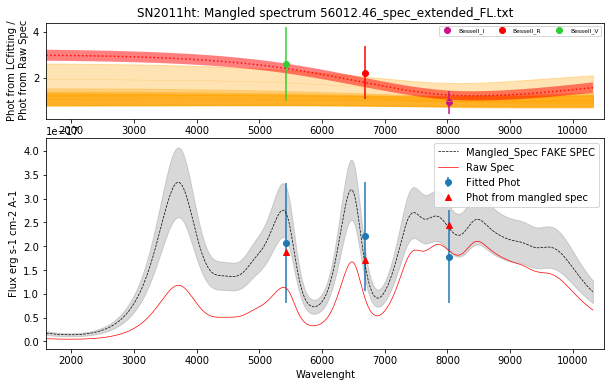 SN2011ht: Mangled spectrum 56012.46_spec_extended_FL.txt
Phot from LCfitting /
Phot from Raw Spec
4
2
Bessell_I
Bessell_R
Bessell_V
2000 3000 4000 5000 6000 7000 8000 9000 10000
1e-17
Flux erg s-1 cm-2 A-1
4.0
3.5
3.0
2.5
2.0
1.5
1.0
0.5
0.0
Mangled_Spec FAKE SPEC
Raw Spec
Fitted Phot
Phot from mangled spec
2000 3000 4000 5000 6000 7000 8000 9000 10000
Wavelenght